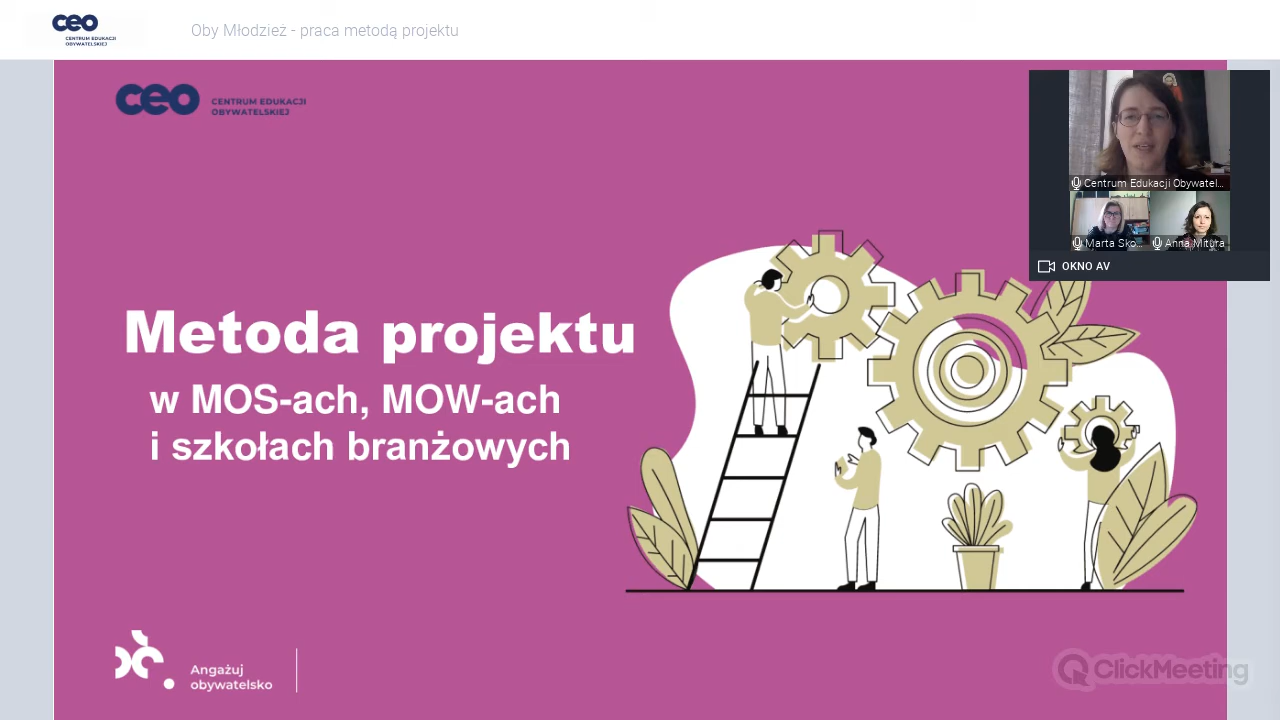 ceo
CENTRUM EDUKACJI
OBYWATELSKIEJ
Oby Młodzież - praca metodą projektu
ceo
CENTRUM EDUKACJI
OBYWATELSKIEJ
Centrum Edukacji Obywatel...
Marta Sko...
Anna Mitura
OKNO AV
Metoda projektu
w MOS-ach, MOW-ach
i szkołach branżowych
Angażuj
obywatelsko
ClickMeeting